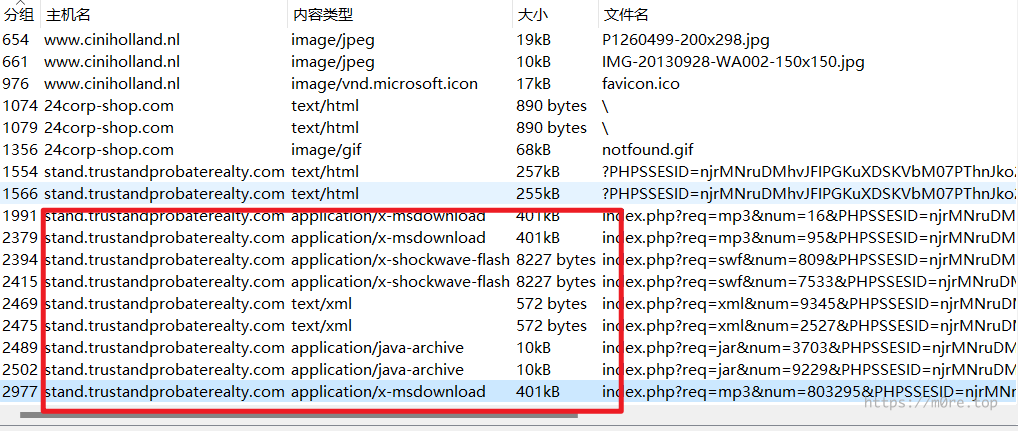 分组 主机名 内容类型 大小 文件名
654 www.ciniholland.nl image/jpeg 19kB P1260499-200x298.jpg
661 www.ciniholland.nl image/jpeg 10kB IMG-20130928-WA002-150x150.jpg
976 www.ciniholland.nl image/vnd.microsoft.icon 17kB favicon.ico
1074 24corp-shop.com text/html 890 bytes \
1079 24corp-shop.com text/html 890 bytes \
1356 24corp-shop.com image/gif 68kB notfound.gif
1554 stand.trustandprobaterealty.com text/html 257kB ?PHPSSESID=njrMNruDMhvJFIPGKuXDSKVbM07PThnJko2
1566 stand.trustandprobaterealty.com text/html 255kB ?PHPSSESID=njrMNruDMhvJFIPGKuXDSKVbM07PThnJko2
1991 stand.trustandprobaterealty.com application/x-msdownload 401kB index.php?req=mp3&num=16&PHPSSESID=njrMNruDM
2379 stand.trustandprobaterealty.com application/x-msdownload 401kB index.php?req=mp3&num=95&PHPSSESID=njrMNruDM
2394 stand.trustandprobaterealty.com application/x-shockwave-flash 8227 bytes index.php?req=swf&num=809&PHPSSESID=njrMNruD
2415 stand.trustandprobaterealty.com application/x-shockwave-flash 8227 bytes index.php?req=swf&num=7533&PHPSSESID=njrMNruD
2469 stand.trustandprobaterealty.com text/xml 572 bytes index.php?req=xml&num=9345&PHPSSESID=njrMNruD
2475 stand.trustandprobaterealty.com text/xml 572 bytes index.php?req=xml&num=2527&PHPSSESID=njrMNruD
2489 stand.trustandprobaterealty.com application/java-archive 10kB index.php?req=jar&num=3703&PHPSSESID=njrMNruDM
2502 stand.trustandprobaterealty.com application/java-archive 10kB index.php?req=jar&num=9229&PHPSSESID=njrMNruDM
2977 stand.trustandprobaterealty.com application/x-msdownload 401kB index.php?req=mp3&num=803295&PHPSSESID=njrMNr
https://m0re.top